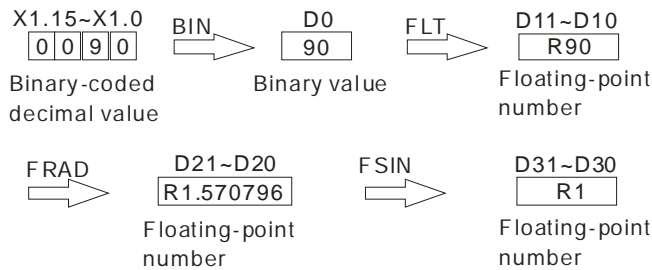 X1.15~X1.0 BIN D0 FLT D11~D10
0 0 9 0 90 R90
Binary-coded decimal value Binary value Floating-point number
FRAD D21~D20 FSIN D31~D30
R1.570796 R1
Floating-point number Floating-point number